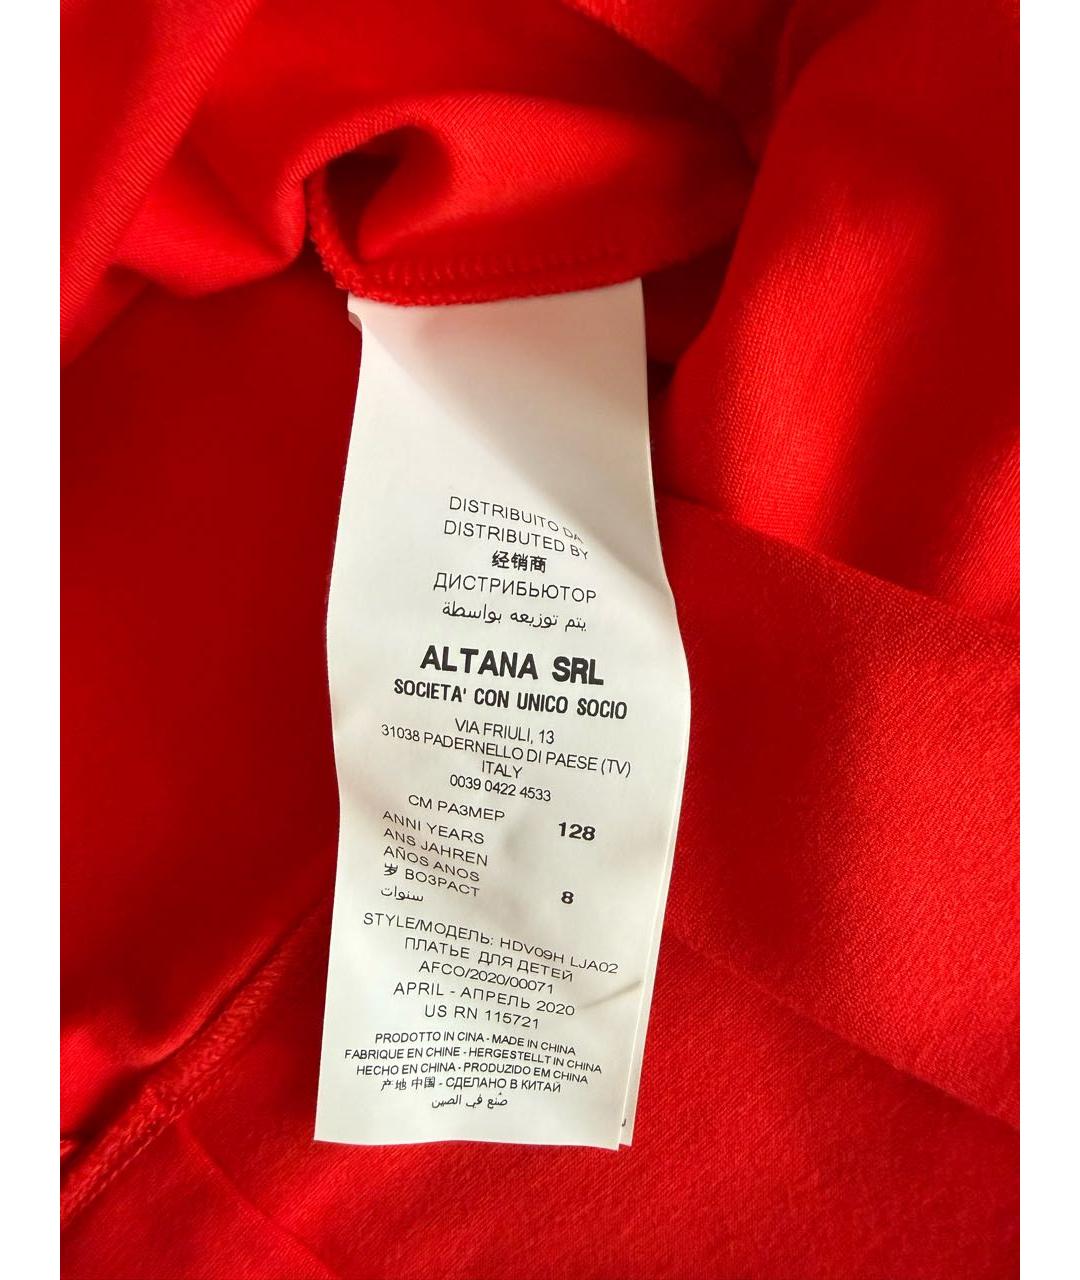 DISTRIBUITO DA
DISTRIBUTED BY
经销商
ДИСТРИБЬЮТОР
يتم توزيعه بواسطة
ALTANA SRL
SOCIETA' CON UNICO SOCIO
VIA FRIULI, 13
31038 PADERNELLO DI PAESE (TV)
ITALY
0039 0422 4533
CM РАЗМЕР 128
ANNI YEARS
ANS JAHREN
AÑOS ANOS
岁 ВОЗРАСТ 8
سنوات
STYLE/МОДЕЛЬ: HDV09H LJA02
ПЛАТЬЕ ДЛЯ ДЕТЕЙ
AFCO/2020/00071
APRIL - АПРЕЛЬ 2020
US RN 115721
PRODOTTO IN CINA - MADE IN CHINA
FABRIQUE EN CHINE - HERGESTELLT IN CHINA
HECHO EN CHINA - PRODUZIDO EM CHINA
产地 中国 - СДЕЛАНО В КИТАЙ
صُنع في الصين